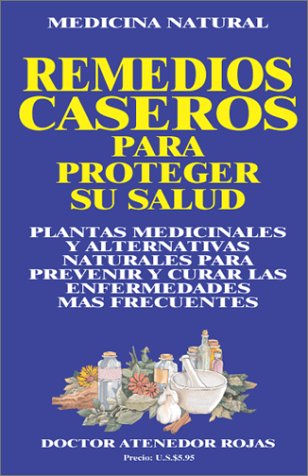 MEDICINA NATURAL
REMEDIOS
CASEROS
PARA
PROTEGER
SU SALUD
PLANTAS MEDICINALES
Y ALTERNATIVAS
NATURALES PARA
PREVENIR Y CURAR LAS
ENFERMEDADES
MAS FRECUENTES
DOCTOR ATENEDOR ROJAS
Precio: U.S.$5.95